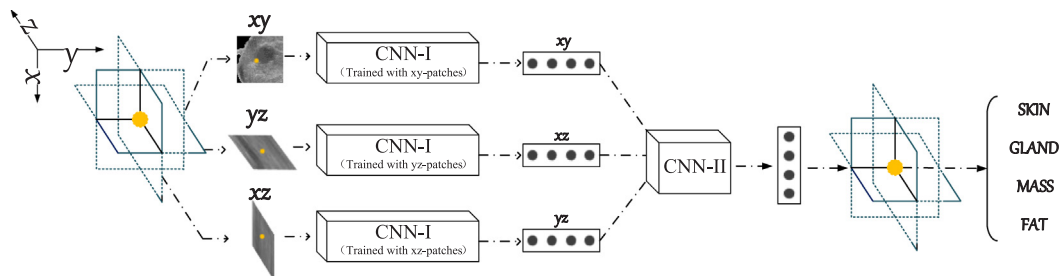 z
y
x
xy
CNN-I
(Trained with xy-patches)
xy
yz
CNN-I
(Trained with yz-patches)
xz
xz
CNN-I
(Trained with xz-patches)
yz
CNN-II
SKIN
GLAND
MASS
FAT